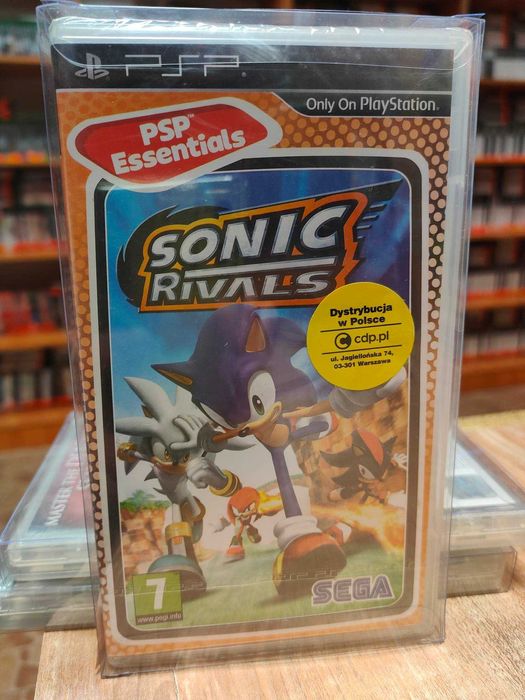 PSP
Only On PlayStation®
PSP™
Essentials
SONIC
RIVALS
Dystrybucja
w Polsce
cdp.pl
ul. Jagiellońska 74,
03-301 Warszawa
7
www.pegi.info
SEGA